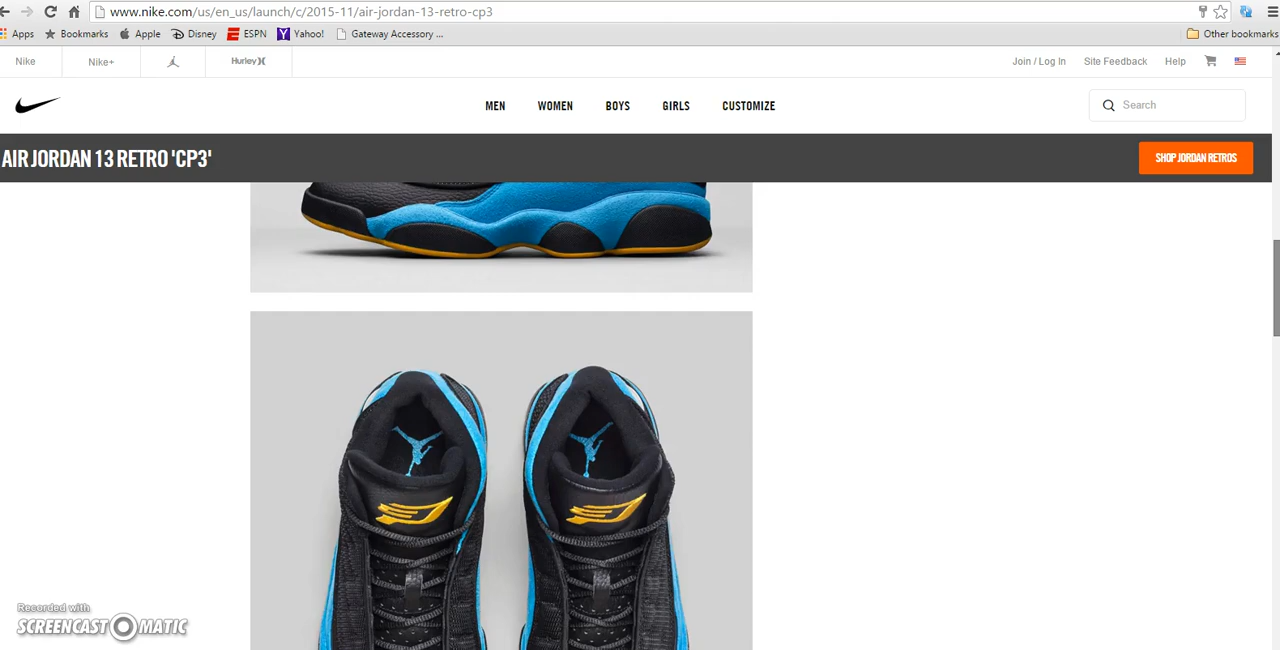 www.nike.com/us/en_us/launch/c/2015-11/air-jordan-13-retro-cp3
Apps Bookmarks Apple Disney ESPN Y Yahoo! Gateway Accessory ... Other bookmarks
Nike Nike+ Hurley Join / Log In Site Feedback Help
MEN WOMEN BOYS GIRLS CUSTOMIZE Search
AIR JORDAN 13 RETRO 'CP3' SHOP JORDAN RETROS
Recorded with
SCREENCAST MATIC